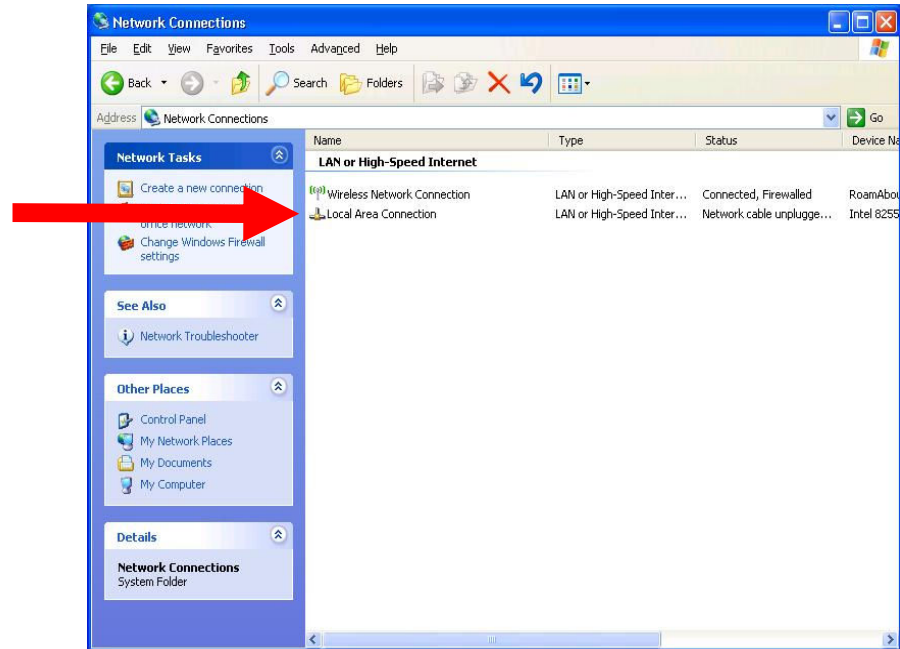 Network Connections
File Edit View Favorites Tools Advanced Help
Back Search Folders
Address Network Connections Go
Name Type Status Device Na
LAN or High-Speed Internet
Wireless Network Connection LAN or High-Speed Inter... Connected, Firewalled RoamAbou
Local Area Connection LAN or High-Speed Inter... Network cable unplugge... Intel 8255
Network Tasks
Create a new connection
office network
Change Windows Firewall
settings
See Also
Network Troubleshooter
Other Places
Control Panel
My Network Places
My Documents
My Computer
Details
Network Connections
System Folder